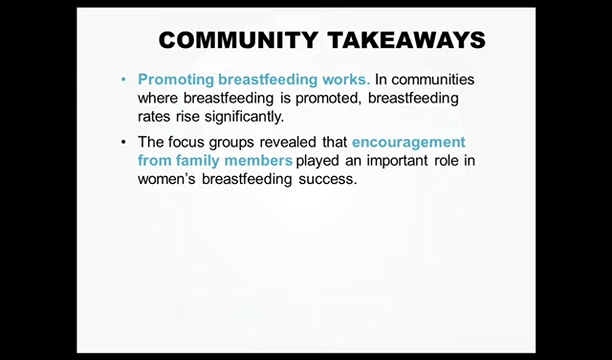 COMMUNITY TAKEAWAYS
• Promoting breastfeeding works. In communities
where breastfeeding is promoted, breastfeeding
rates rise significantly.
• The focus groups revealed that encouragement
from family members played an important role in
women's breastfeeding success.